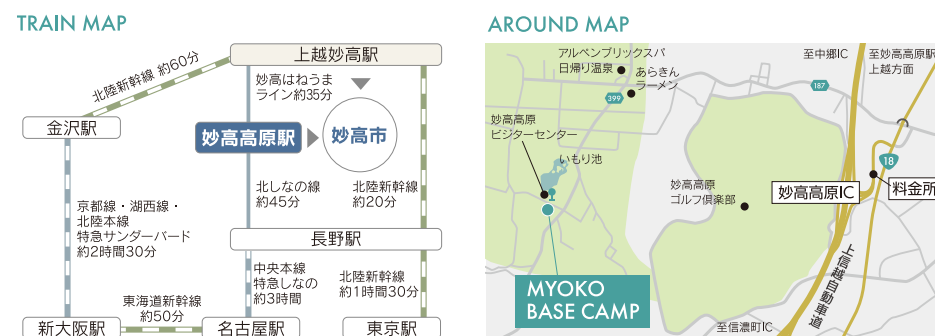 TRAIN MAP
上越妙高駅
北陸新幹線 約60分
妙高はねうま
ライン約35分
金沢駅
妙高高原駅
妙高市
京都線・湖西線・
北陸本線
特急サンダーバード
約2時間30分
北しなの線
約45分
北陸新幹線
約20分
長野駅
中央本線
特急しなの
約3時間
北陸新幹線
約1時間30分
東海道新幹線
約50分
新大阪駅
名古屋駅
東京駅
AROUND MAP
アルペンブリックスパ
日帰り温泉
あらきん
ラーメン
至中郷IC
至妙高高原駅
上越方面
399
187
妙高高原
ビジターセンター
いもり池
18
妙高高原
ゴルフ倶楽部
妙高高原IC
料金所
上信越自動車道
MYOKO
BASE CAMP
至信濃町IC